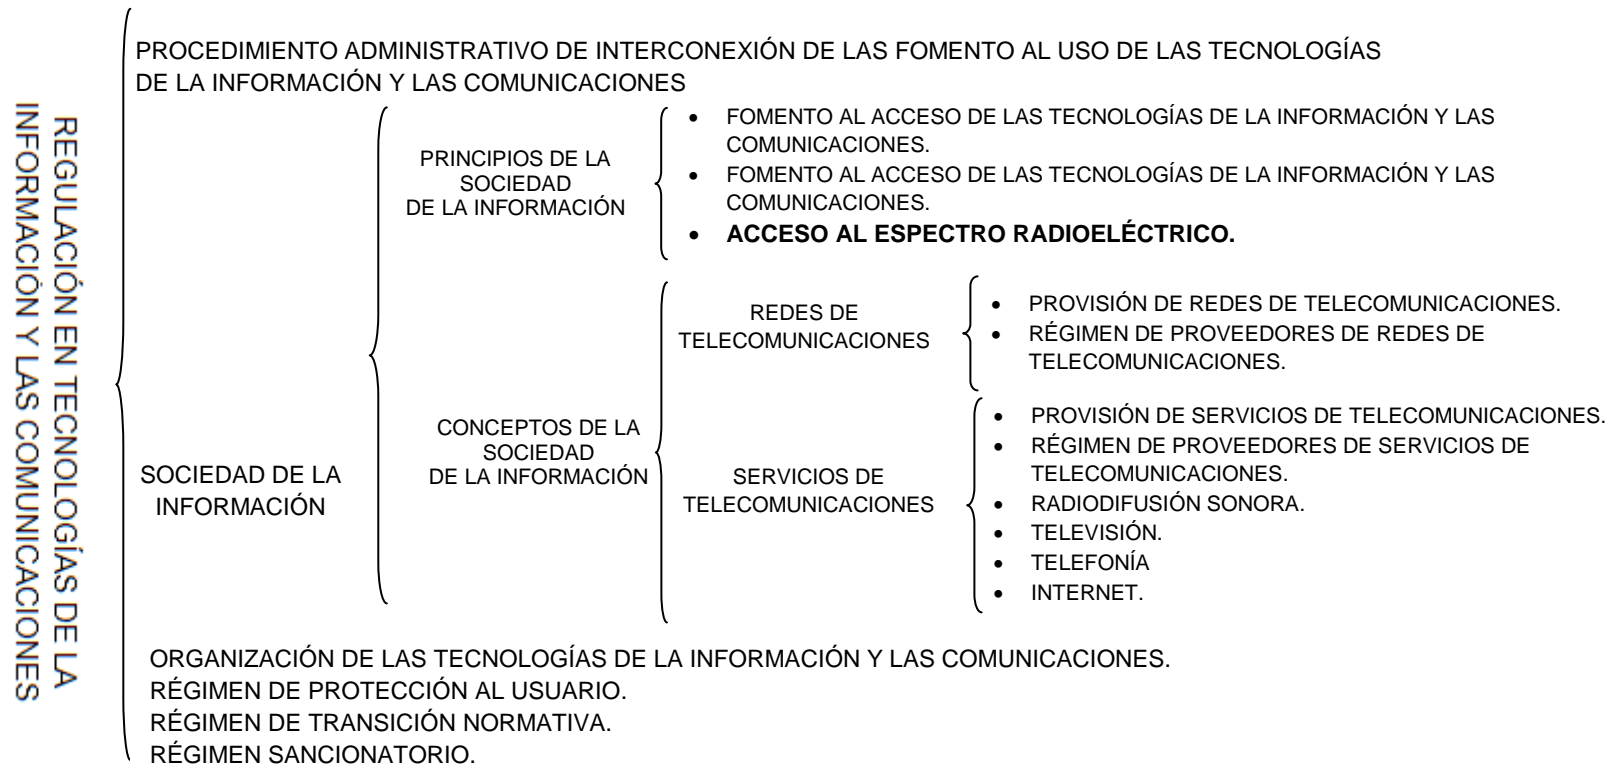 REGULACIÓN EN TECNOLOGÍAS DE LA
INFORMACIÓN Y LAS COMUNICACIONES
PROCEDIMIENTO ADMINISTRATIVO DE INTERCONEXIÓN DE LAS FOMENTO AL USO DE LAS TECNOLOGÍAS
DE LA INFORMACIÓN Y LAS COMUNICACIONES
SOCIEDAD DE LA
INFORMACIÓN
PRINCIPIOS DE LA
SOCIEDAD
DE LA INFORMACIÓN
• FOMENTO AL ACCESO DE LAS TECNOLOGÍAS DE LA INFORMACIÓN Y LAS
COMUNICACIONES.
• FOMENTO AL ACCESO DE LAS TECNOLOGÍAS DE LA INFORMACIÓN Y LAS
COMUNICACIONES.
• ACCESO AL ESPECTRO RADIOELÉCTRICO.
CONCEPTOS DE LA
SOCIEDAD
DE LA INFORMACIÓN
REDES DE
TELECOMUNICACIONES
• PROVISIÓN DE REDES DE TELECOMUNICACIONES.
• RÉGIMEN DE PROVEEDORES DE REDES DE
TELECOMUNICACIONES.
SERVICIOS DE
TELECOMUNICACIONES
• PROVISIÓN DE SERVICIOS DE TELECOMUNICACIONES.
• RÉGIMEN DE PROVEEDORES DE SERVICIOS DE
TELECOMUNICACIONES.
• RADIODIFUSIÓN SONORA.
• TELEVISIÓN.
• TELEFONÍA
• INTERNET.
ORGANIZACIÓN DE LAS TECNOLOGÍAS DE LA INFORMACIÓN Y LAS COMUNICACIONES.
RÉGIMEN DE PROTECCIÓN AL USUARIO.
RÉGIMEN DE TRANSICIÓN NORMATIVA.
RÉGIMEN SANCIONATORIO.